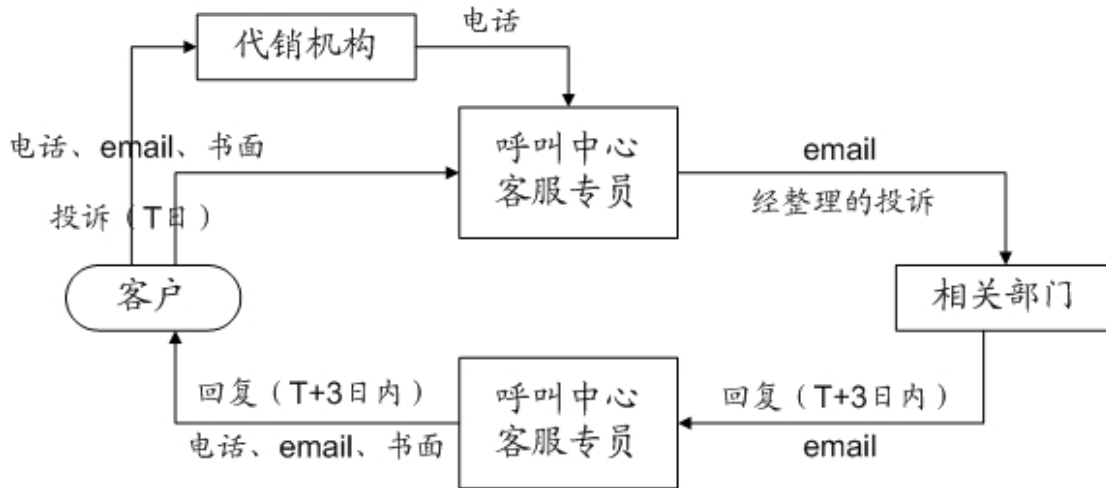 代销机构
电话
电话、email、书面
呼叫中心
客服专员
email
经整理的投诉
投诉（T日）
客户
相关部门
回复（T+3日内）
电话、email、书面
呼叫中心
客服专员
回复（T+3日内）
email